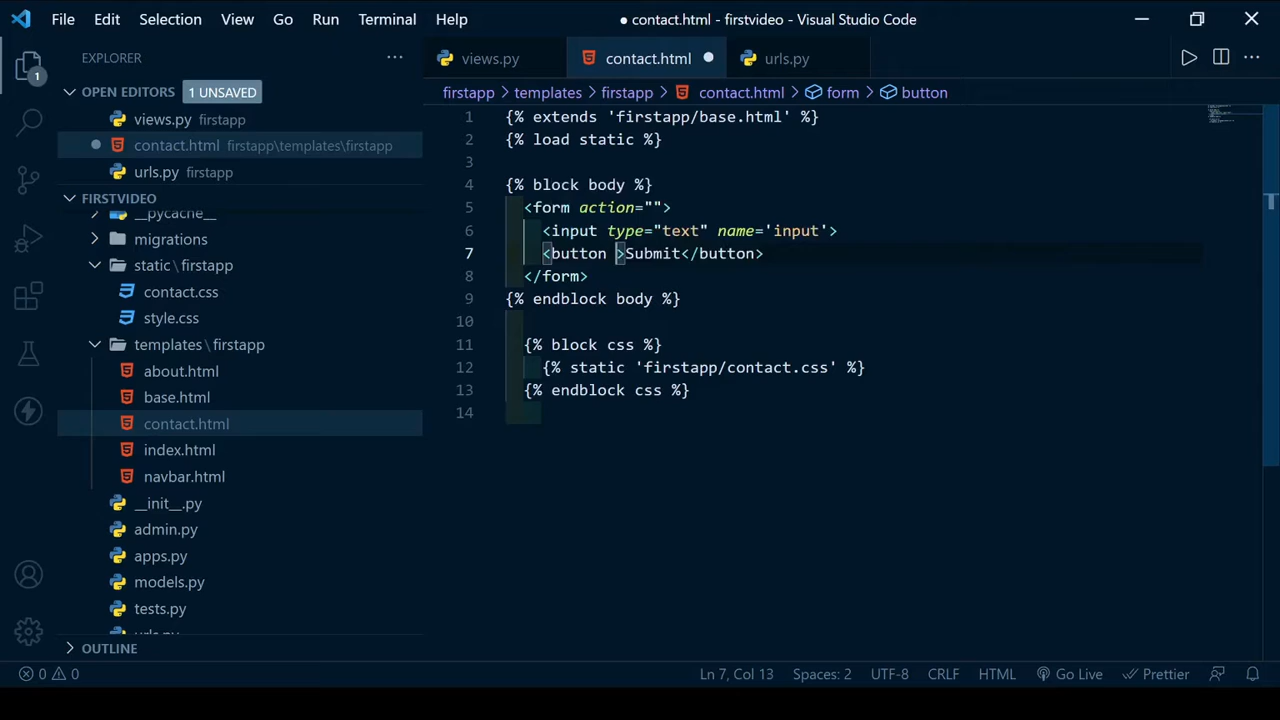 File Edit Selection View Go Run Terminal Help
● contact.html - firstvideo - Visual Studio Code
EXPLORER
views.py
contact.html
urls.py
1
OPEN EDITORS 1 UNSAVED
views.py firstapp
contact.html firstapp\templates\firstapp
urls.py firstapp
FIRSTVIDEO
__pycache__
migrations
static\firstapp
contact.css
style.css
templates\firstapp
about.html
base.html
contact.html
index.html
navbar.html
__init__.py
admin.py
apps.py
models.py
tests.py
urls.py
OUTLINE
firstapp > templates > firstapp > contact.html > form > button
1 {% extends 'firstapp/base.html' %}
2 {% load static %}
3
4 {% block body %}
5 <form action="">
6 <input type="text" name='input'>
7 <button >Submit</button>
8 </form>
9 {% endblock body %}
10
11 {% block css %}
12 {% static 'firstapp/contact.css' %}
13 {% endblock css %}
14
0 0
Ln 7, Col 13 Spaces: 2 UTF-8 CRLF HTML Go Live Prettier